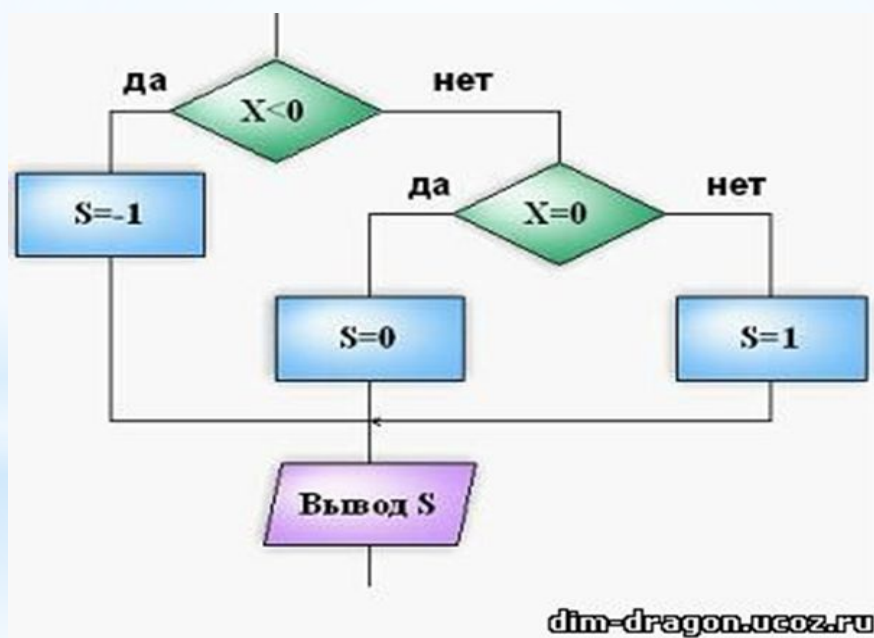 да
X<0
нет
S=-1
да
X=0
нет
S=0
S=1
Вывод S
dim-dragon.ucoz.ru